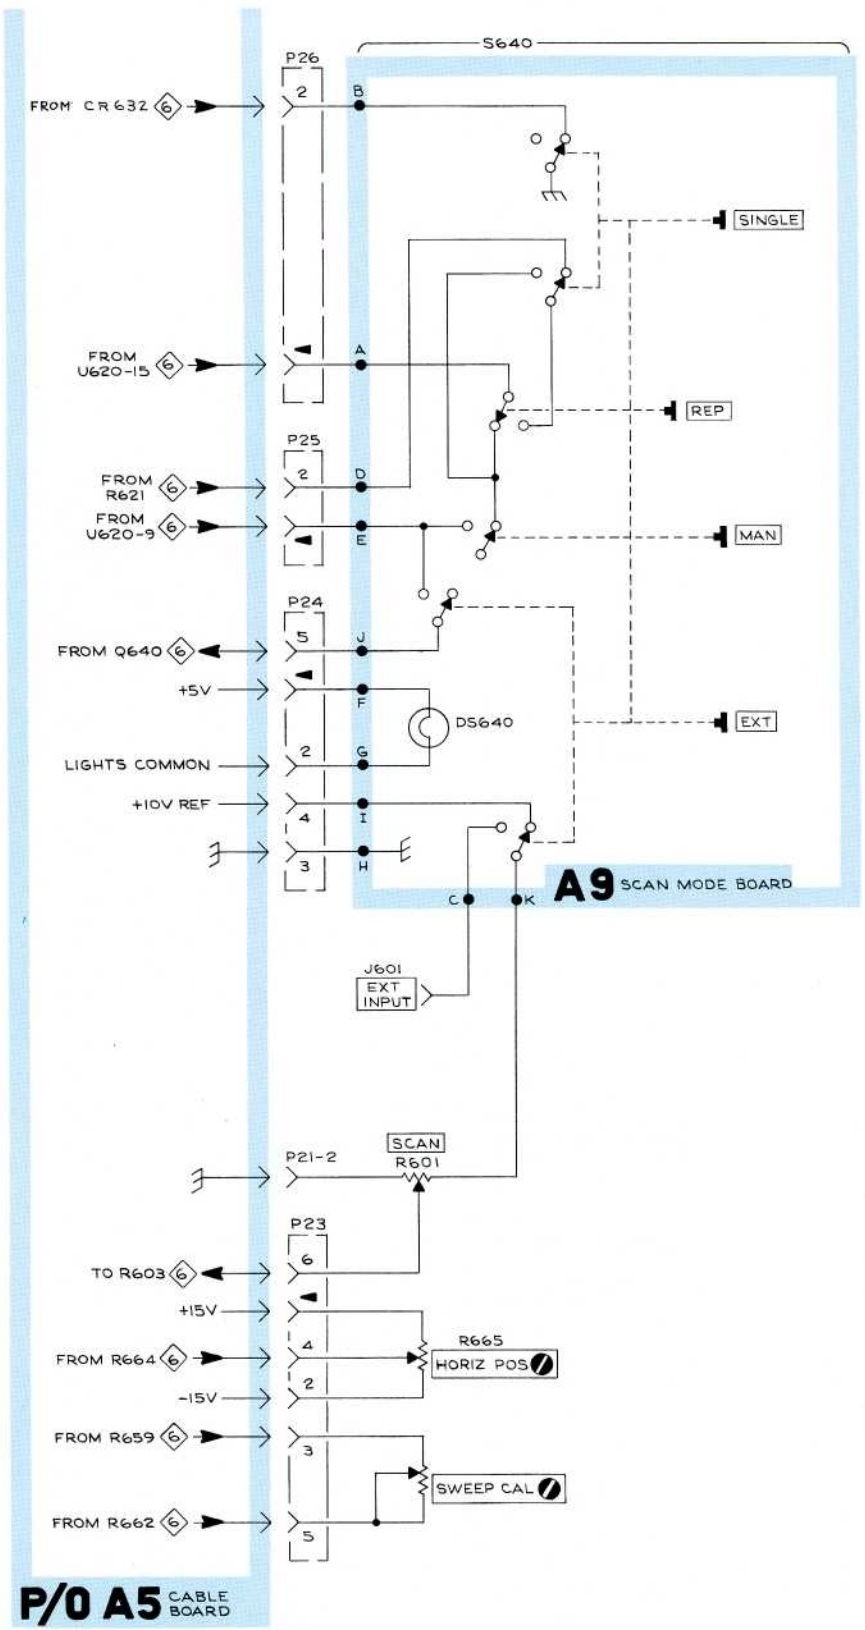 S640
P26
FROM CR632 6
2
B
SINGLE
FROM
U620-15 6
A
REP
P25
FROM
R621 6
2
D
FROM
U620-9 6
E
MAN
P24
FROM Q640 6
5
J
+5V
F
DS640
EXT
LIGHTS COMMON
2
G
+10V REF
4
I
3
H
A9 SCAN MODE BOARD
C
K
J601
EXT
INPUT
SCAN
P21-2
R601
P23
TO R603 6
6
+15V
R665
FROM R664 6
4
HORIZ POS
-15V
2
FROM R659 6
3
SWEEP CAL
FROM R662 6
5
P/O A5 CABLE
BOARD